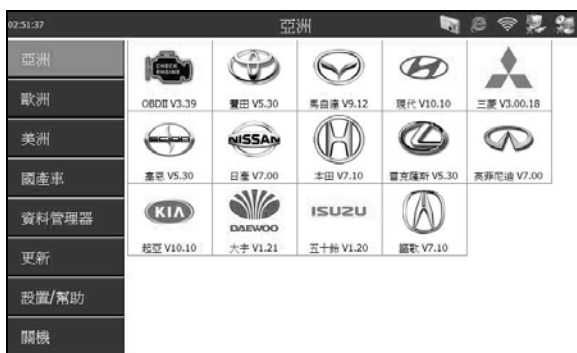 02:51:37
亞洲
亞洲
歐洲
美洲
國產車
資料管理器
更新
設置/幫助
關機
CHECK ENGINE
OBDII V3.39
豐田 V5.30
馬自達 V9.12
現代 V10.10
三菱 V3.00.18
SCION
NISSAN
塞恩 V5.30
日產 V7.00
本田 V7.10
雷克薩斯 V5.30
英菲尼迪 V7.00
KIA
DAEWOO
ISUZU
起亞 V10.10
大宇 V1.21
五十鈴 V1.20
謳歌 V7.10